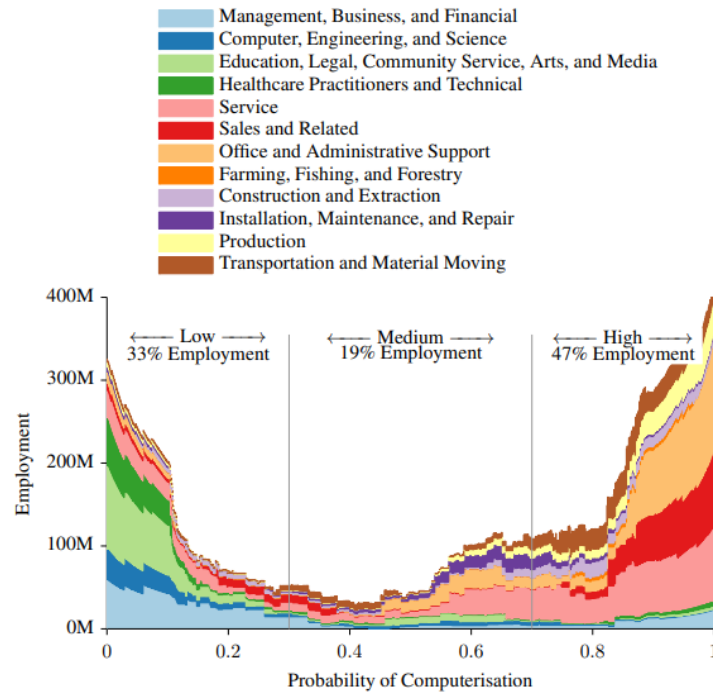 Management, Business, and Financial
Computer, Engineering, and Science
Education, Legal, Community Service, Arts, and Media
Healthcare Practitioners and Technical
Service
Sales and Related
Office and Administrative Support
Farming, Fishing, and Forestry
Construction and Extraction
Installation, Maintenance, and Repair
Production
Transportation and Material Moving
400M
300M
200M
100M
0M
Employment
Low
33% Employment
Medium
19% Employment
High
47% Employment
0
0.2
0.4
0.6
0.8
1
Probability of Computerisation